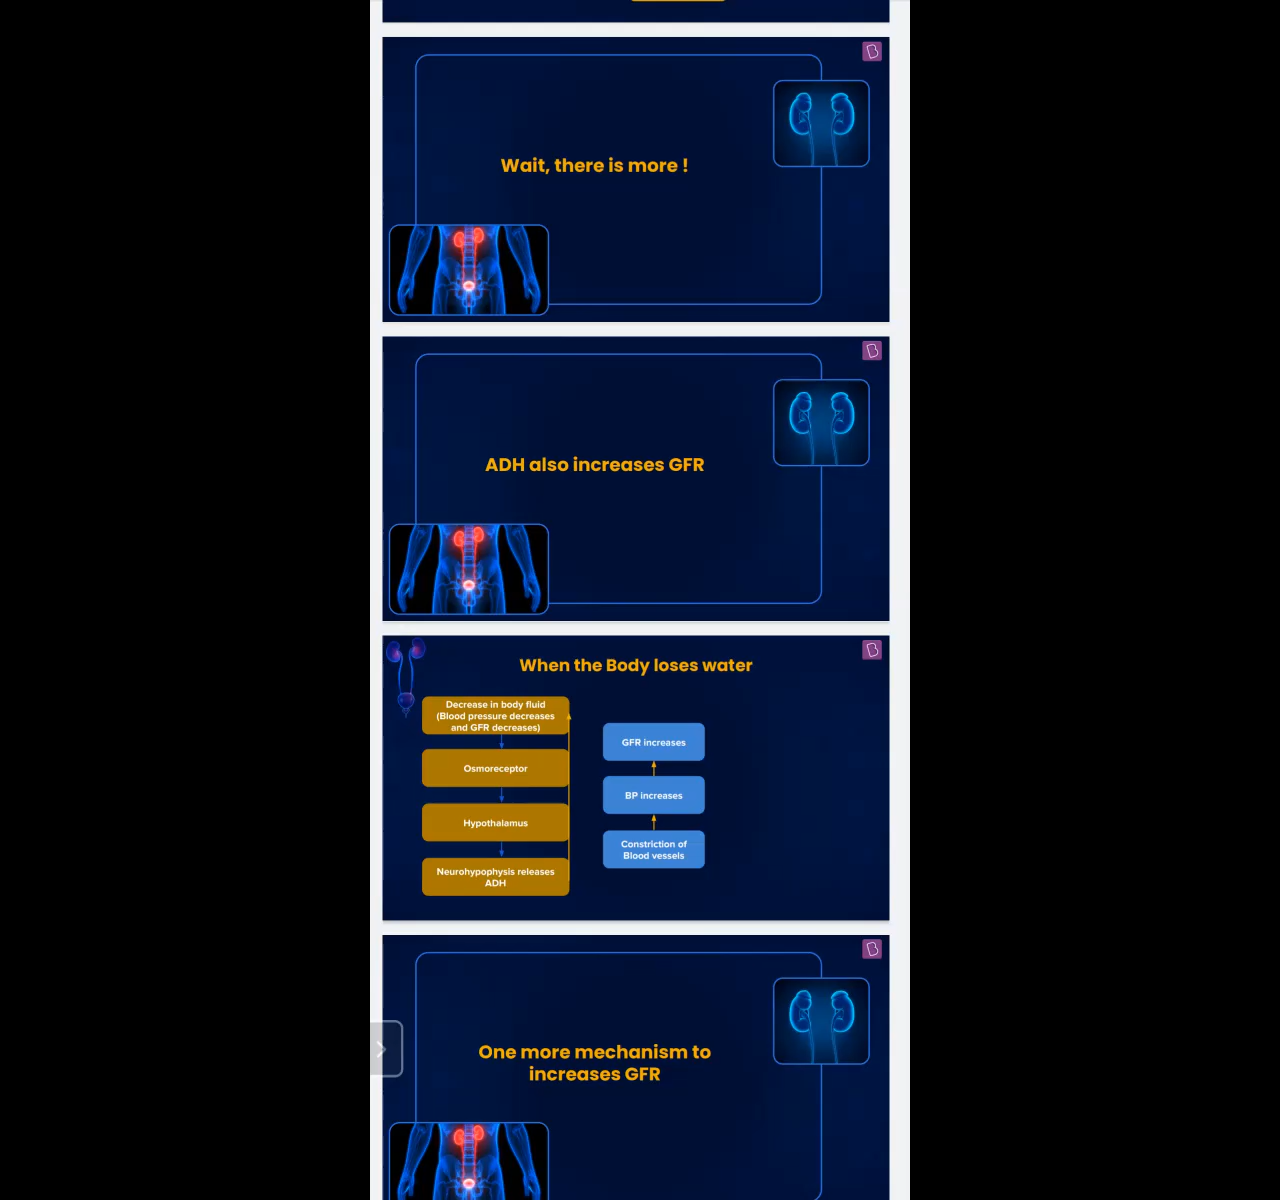 Wait, there is more !
ADH also increases GFR
When the Body loses water
Decrease in body fluid
(Blood pressure decreases
and GFR decreases)
Osmoreceptor
Hypothalamus
Neurohypophysis releases
ADH
GFR increases
BP increases
Constriction of
Blood vessels
One more mechanism to
increases GFR